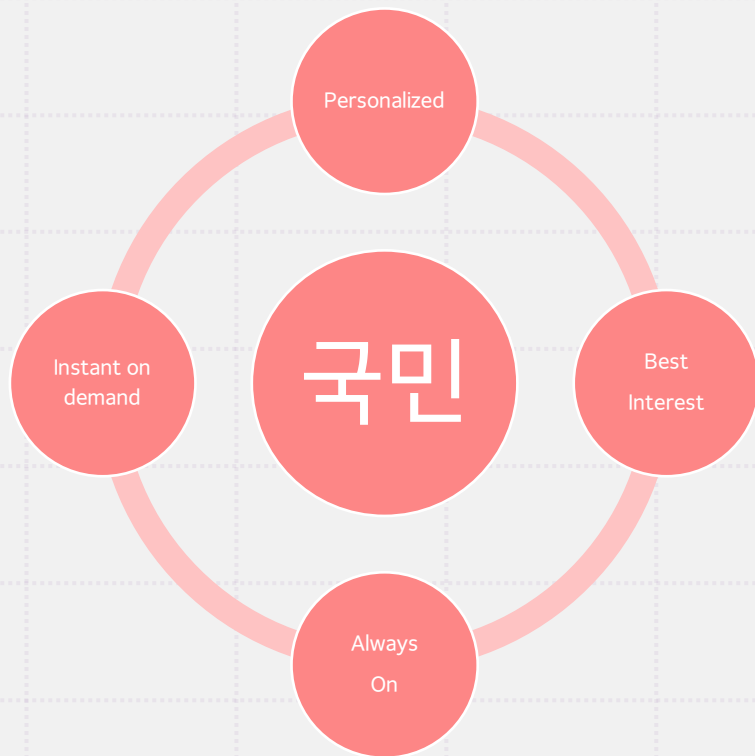 Personalized
Instant on
demand
국민
Best
Interest
Always
On